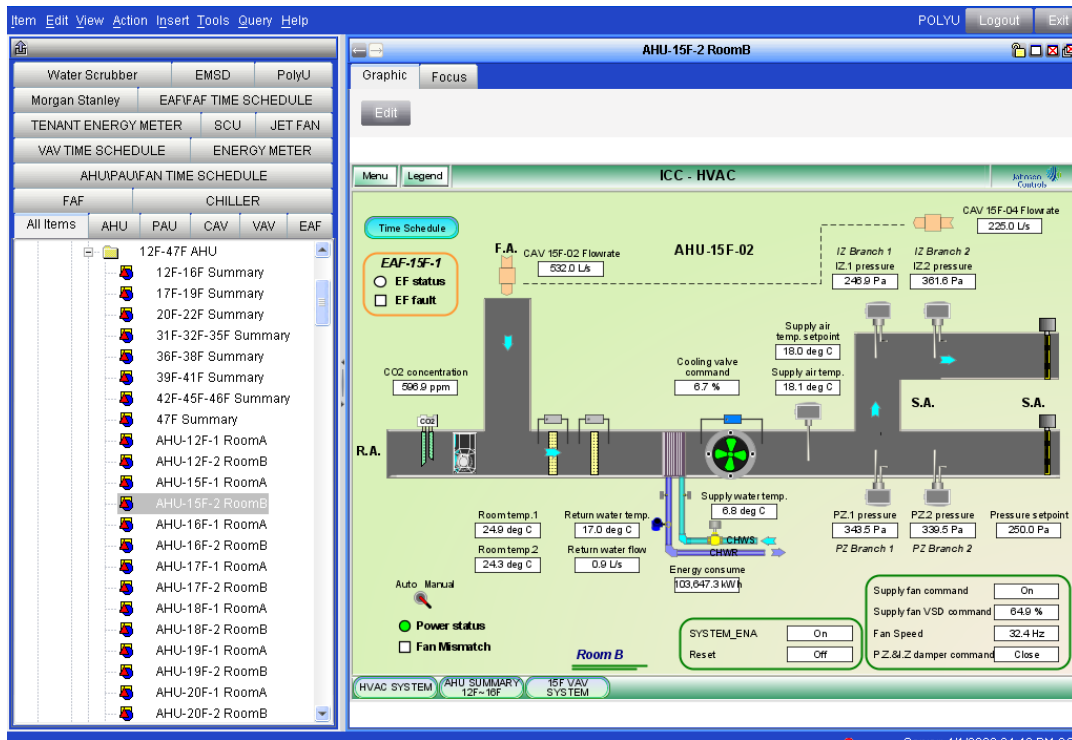 Item Edit View Action Insert Tools Query Help
POLYU Logout Exit
Water Scrubber EMSD PolyU
Morgan Stanley EAF\FAF TIME SCHEDULE
TENANT ENERGY METER SCU JET FAN
VAV TIME SCHEDULE ENERGY METER
AHU\PAU\FAN TIME SCHEDULE
FAF CHILLER
All Items AHU PAU CAV VAV EAF
12F-47F AHU
12F-16F Summary
17F-19F Summary
20F-22F Summary
31F-32F-35F Summary
36F-38F Summary
39F-41F Summary
42F-45F-46F Summary
47F Summary
AHU-12F-1 RoomA
AHU-12F-2 RoomB
AHU-15F-1 RoomA
AHU-15F-2 RoomB
AHU-16F-1 RoomA
AHU-16F-2 RoomB
AHU-17F-1 RoomA
AHU-17F-2 RoomB
AHU-18F-1 RoomA
AHU-18F-2 RoomB
AHU-19F-1 RoomA
AHU-19F-2 RoomB
AHU-20F-1 RoomA
AHU-20F-2 RoomB
AHU-15F-2 RoomB
Graphic Focus
Edit
Menu Legend ICC - HVAC Johnson Controls
Time Schedule
EAF-15F-1
EF status
EF fault
F.A.
CAV 15F-02 Flowrate
532.0 L/s
AHU-15F-02
CAV 15F-04 Flowrate
225.0 L/s
IZ Branch 1 IZ Branch 2
IZ.1 pressure IZ.2 pressure
246.9 Pa 361.6 Pa
Supply air
temp. setpoint
18.0 deg C
Supply air temp.
18.1 deg C
Cooling valve
command
6.7 %
CO2 concentration
596.9 ppm
CO2
R.A.
S.A. S.A.
Supply water temp.
6.8 deg C
CHWS
CHWR
Room temp.1 Return water temp.
24.9 deg C 17.0 deg C
Room temp.2 Return water flow
24.3 deg C 0.9 L/s
Energy consume
103,647.3 kWh
PZ.1 pressure PZ.2 pressure Pressure setpoint
343.5 Pa 339.5 Pa 250.0 Pa
PZ Branch 1 PZ Branch 2
Auto Manual
Power status
Fan Mismatch
Room B
SYSTEM_ENA On
Reset Off
Supply fan command On
Supply fan VSD command 64.9 %
Fan Speed 32.4 Hz
P.Z.&I.Z damper command Close
HVAC SYSTEM
AHU SUMMARY
12F~16F
15F VAV
SYSTEM